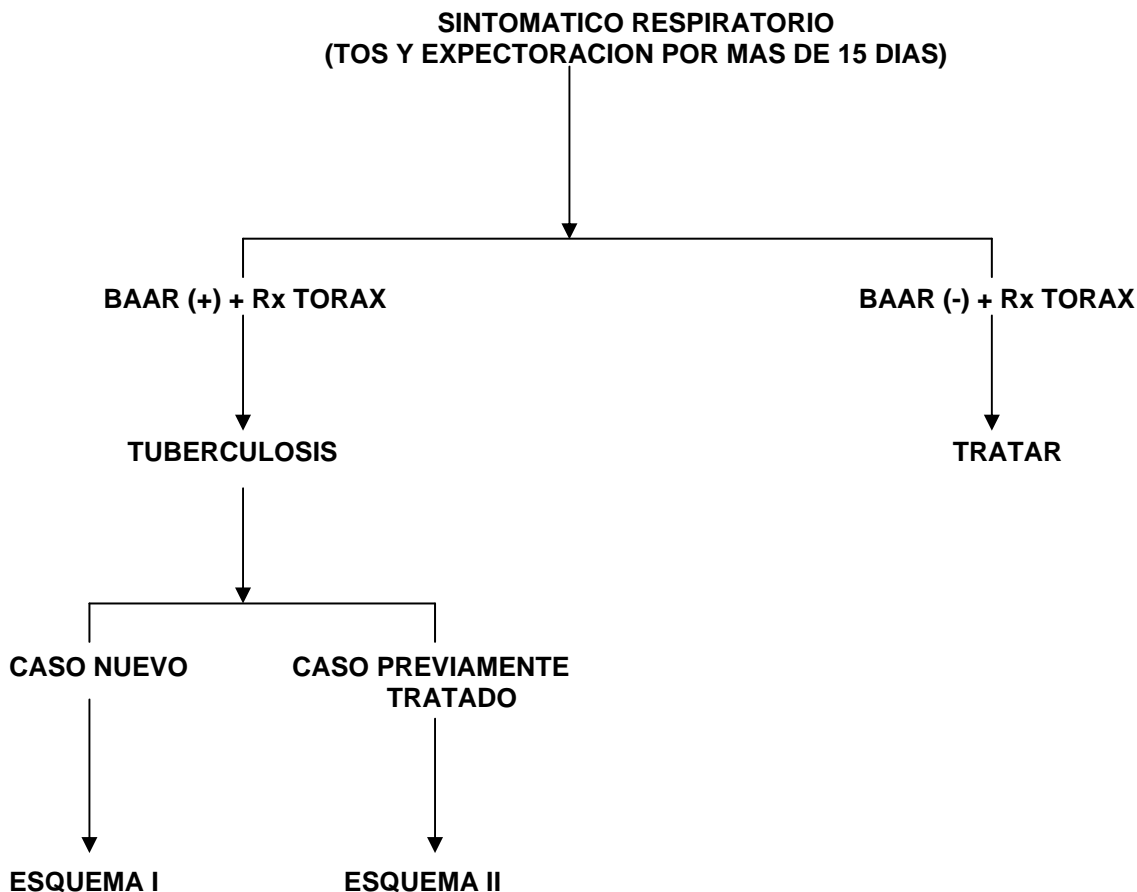 SINTOMATICO RESPIRATORIO
(TOS Y EXPECTORACION POR MAS DE 15 DIAS)
BAAR (+) + Rx TORAX
BAAR (-) + Rx TORAX
TUBERCULOSIS
TRATAR
CASO NUEVO
CASO PREVIAMENTE
TRATADO
ESQUEMA I
ESQUEMA II